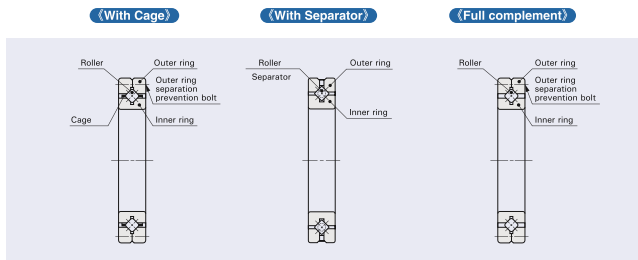 《With Cage》
《With Separator》
《Full complement》
Roller
Outer ring
Outer ring
separation
prevention bolt
Cage
Inner ring
Roller
Outer ring
Separator
Inner ring
Roller
Outer ring
Outer ring
separation
prevention bolt
Inner ring